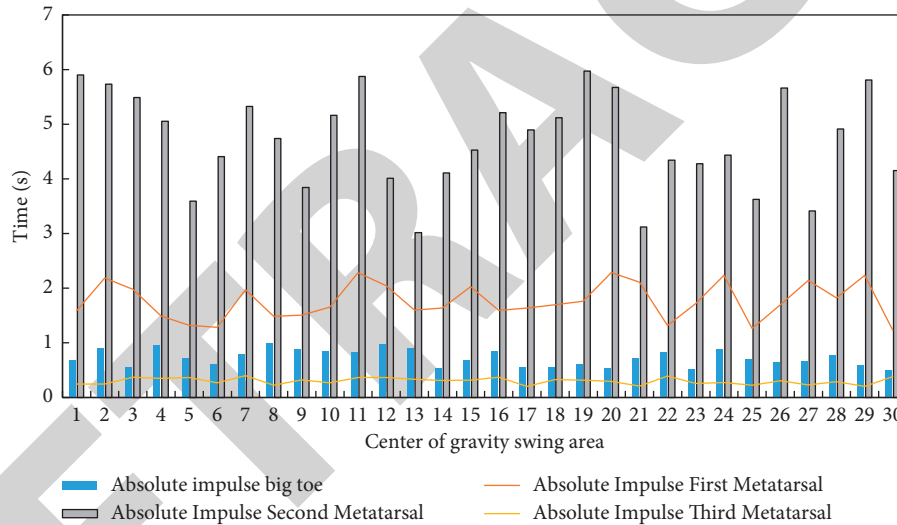 7
6
5
4
3
2
1
0
Time (s)
1 2 3 4 5 6 7 8 9 10 11 12 13 14 15 16 17 18 19 20 21 22 23 24 25 26 27 28 29 30
Center of gravity swing area
Absolute impulse big toe
Absolute Impulse First Metatarsal
Absolute Impulse Second Metatarsal
Absolute Impulse Third Metatarsal